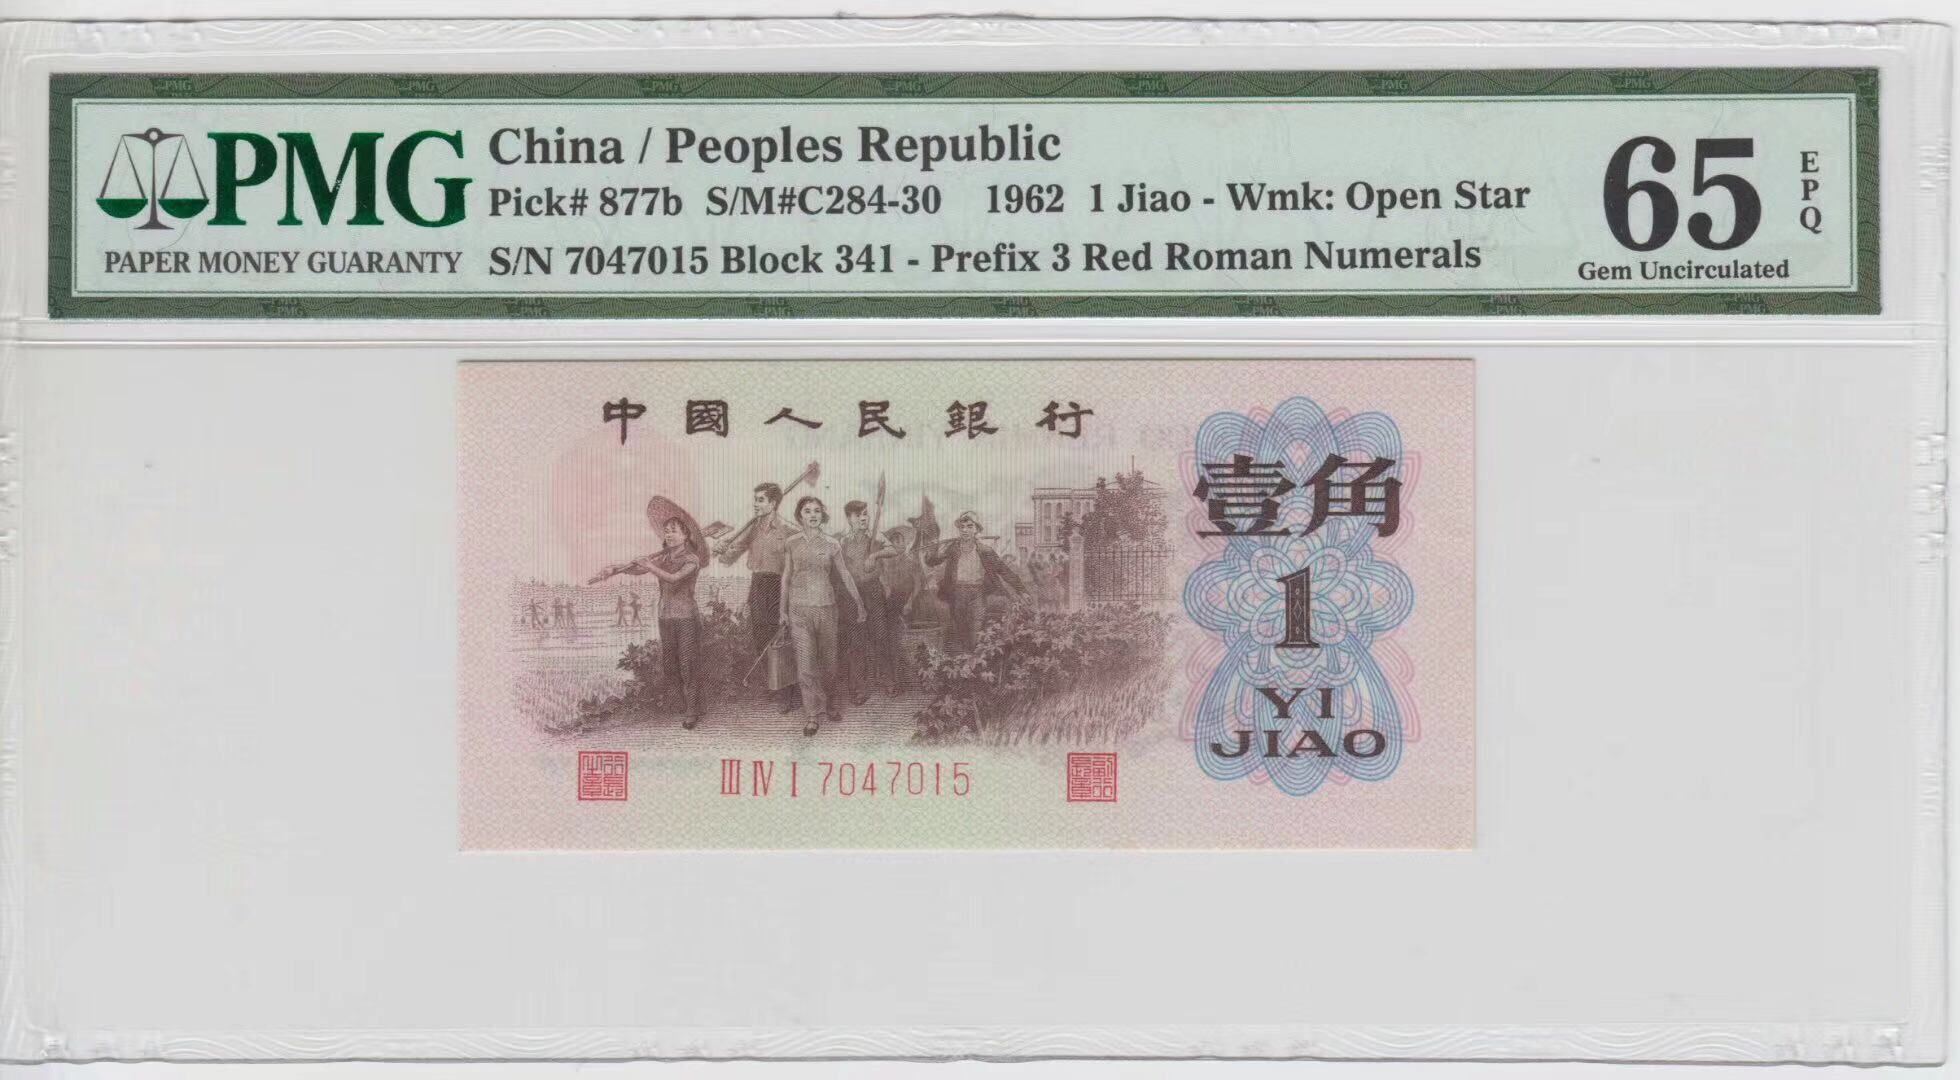 PMG
PAPER MONEY GUARANTY
China / Peoples Republic
Pick# 877b S/M#C284-30 1962 1 Jiao - Wmk: Open Star
S/N 7047015 Block 341 - Prefix 3 Red Roman Numerals
65
EPQ
Gem Uncirculated
中國人民銀行
壹角
1
YI
JIAO
III IV I 7047015